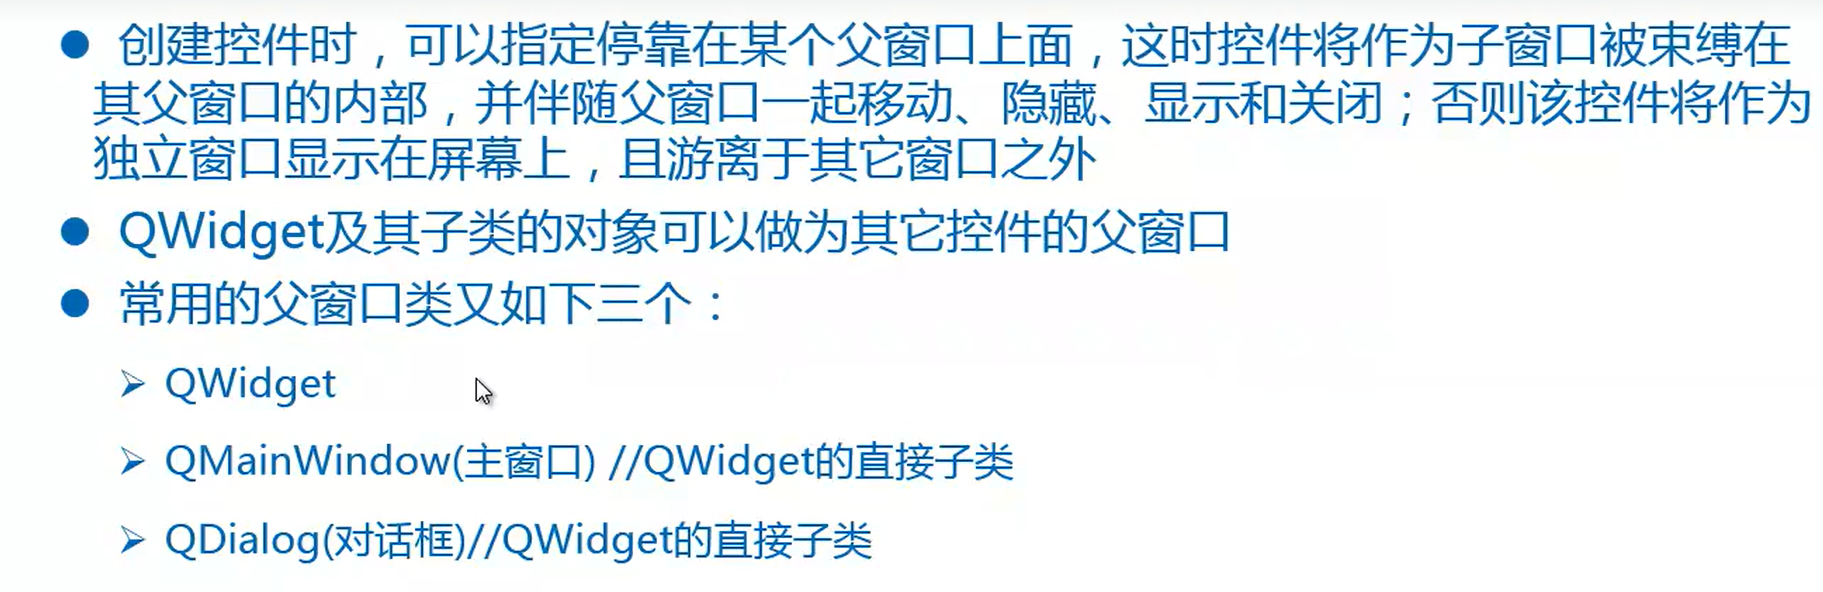 ● 创建控件时，可以指定停靠在某个父窗口上面，这时控件将作为子窗口被束缚在
其父窗口的内部，并伴随父窗口一起移动、隐藏、显示和关闭；否则该控件将作为
独立窗口显示在屏幕上，且游离于其它窗口之外
● QWidget及其子类的对象可以做为其它控件的父窗口
● 常用的父窗口类又如下三个：
➢ QWidget
➢ QMainWindow(主窗口) //QWidget的直接子类
➢ QDialog(对话框)//QWidget的直接子类